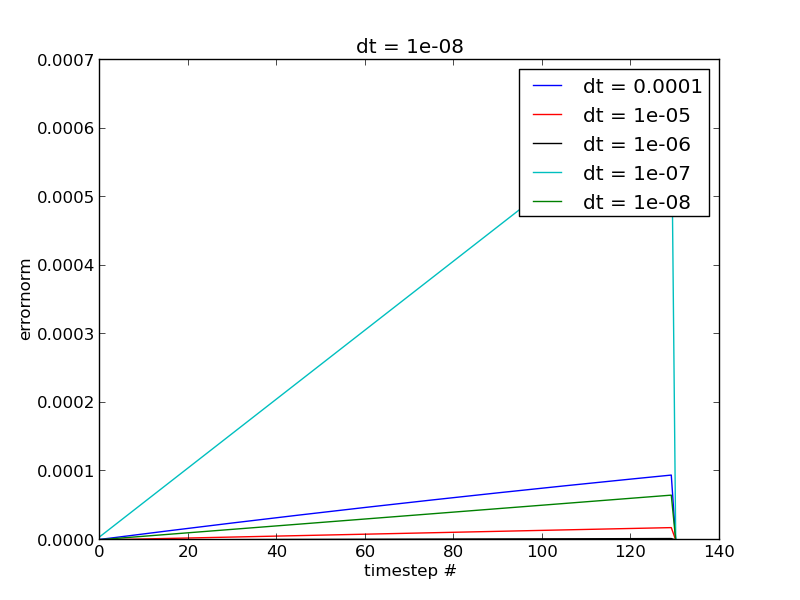 dt = 1e-08
0.0007
0.0006
0.0005
0.0004
0.0003
0.0002
0.0001
0.0000
errornorm
dt = 0.0001
dt = 1e-05
dt = 1e-06
dt = 1e-07
dt = 1e-08
0 20 40 60 80 100 120 140
timestep #